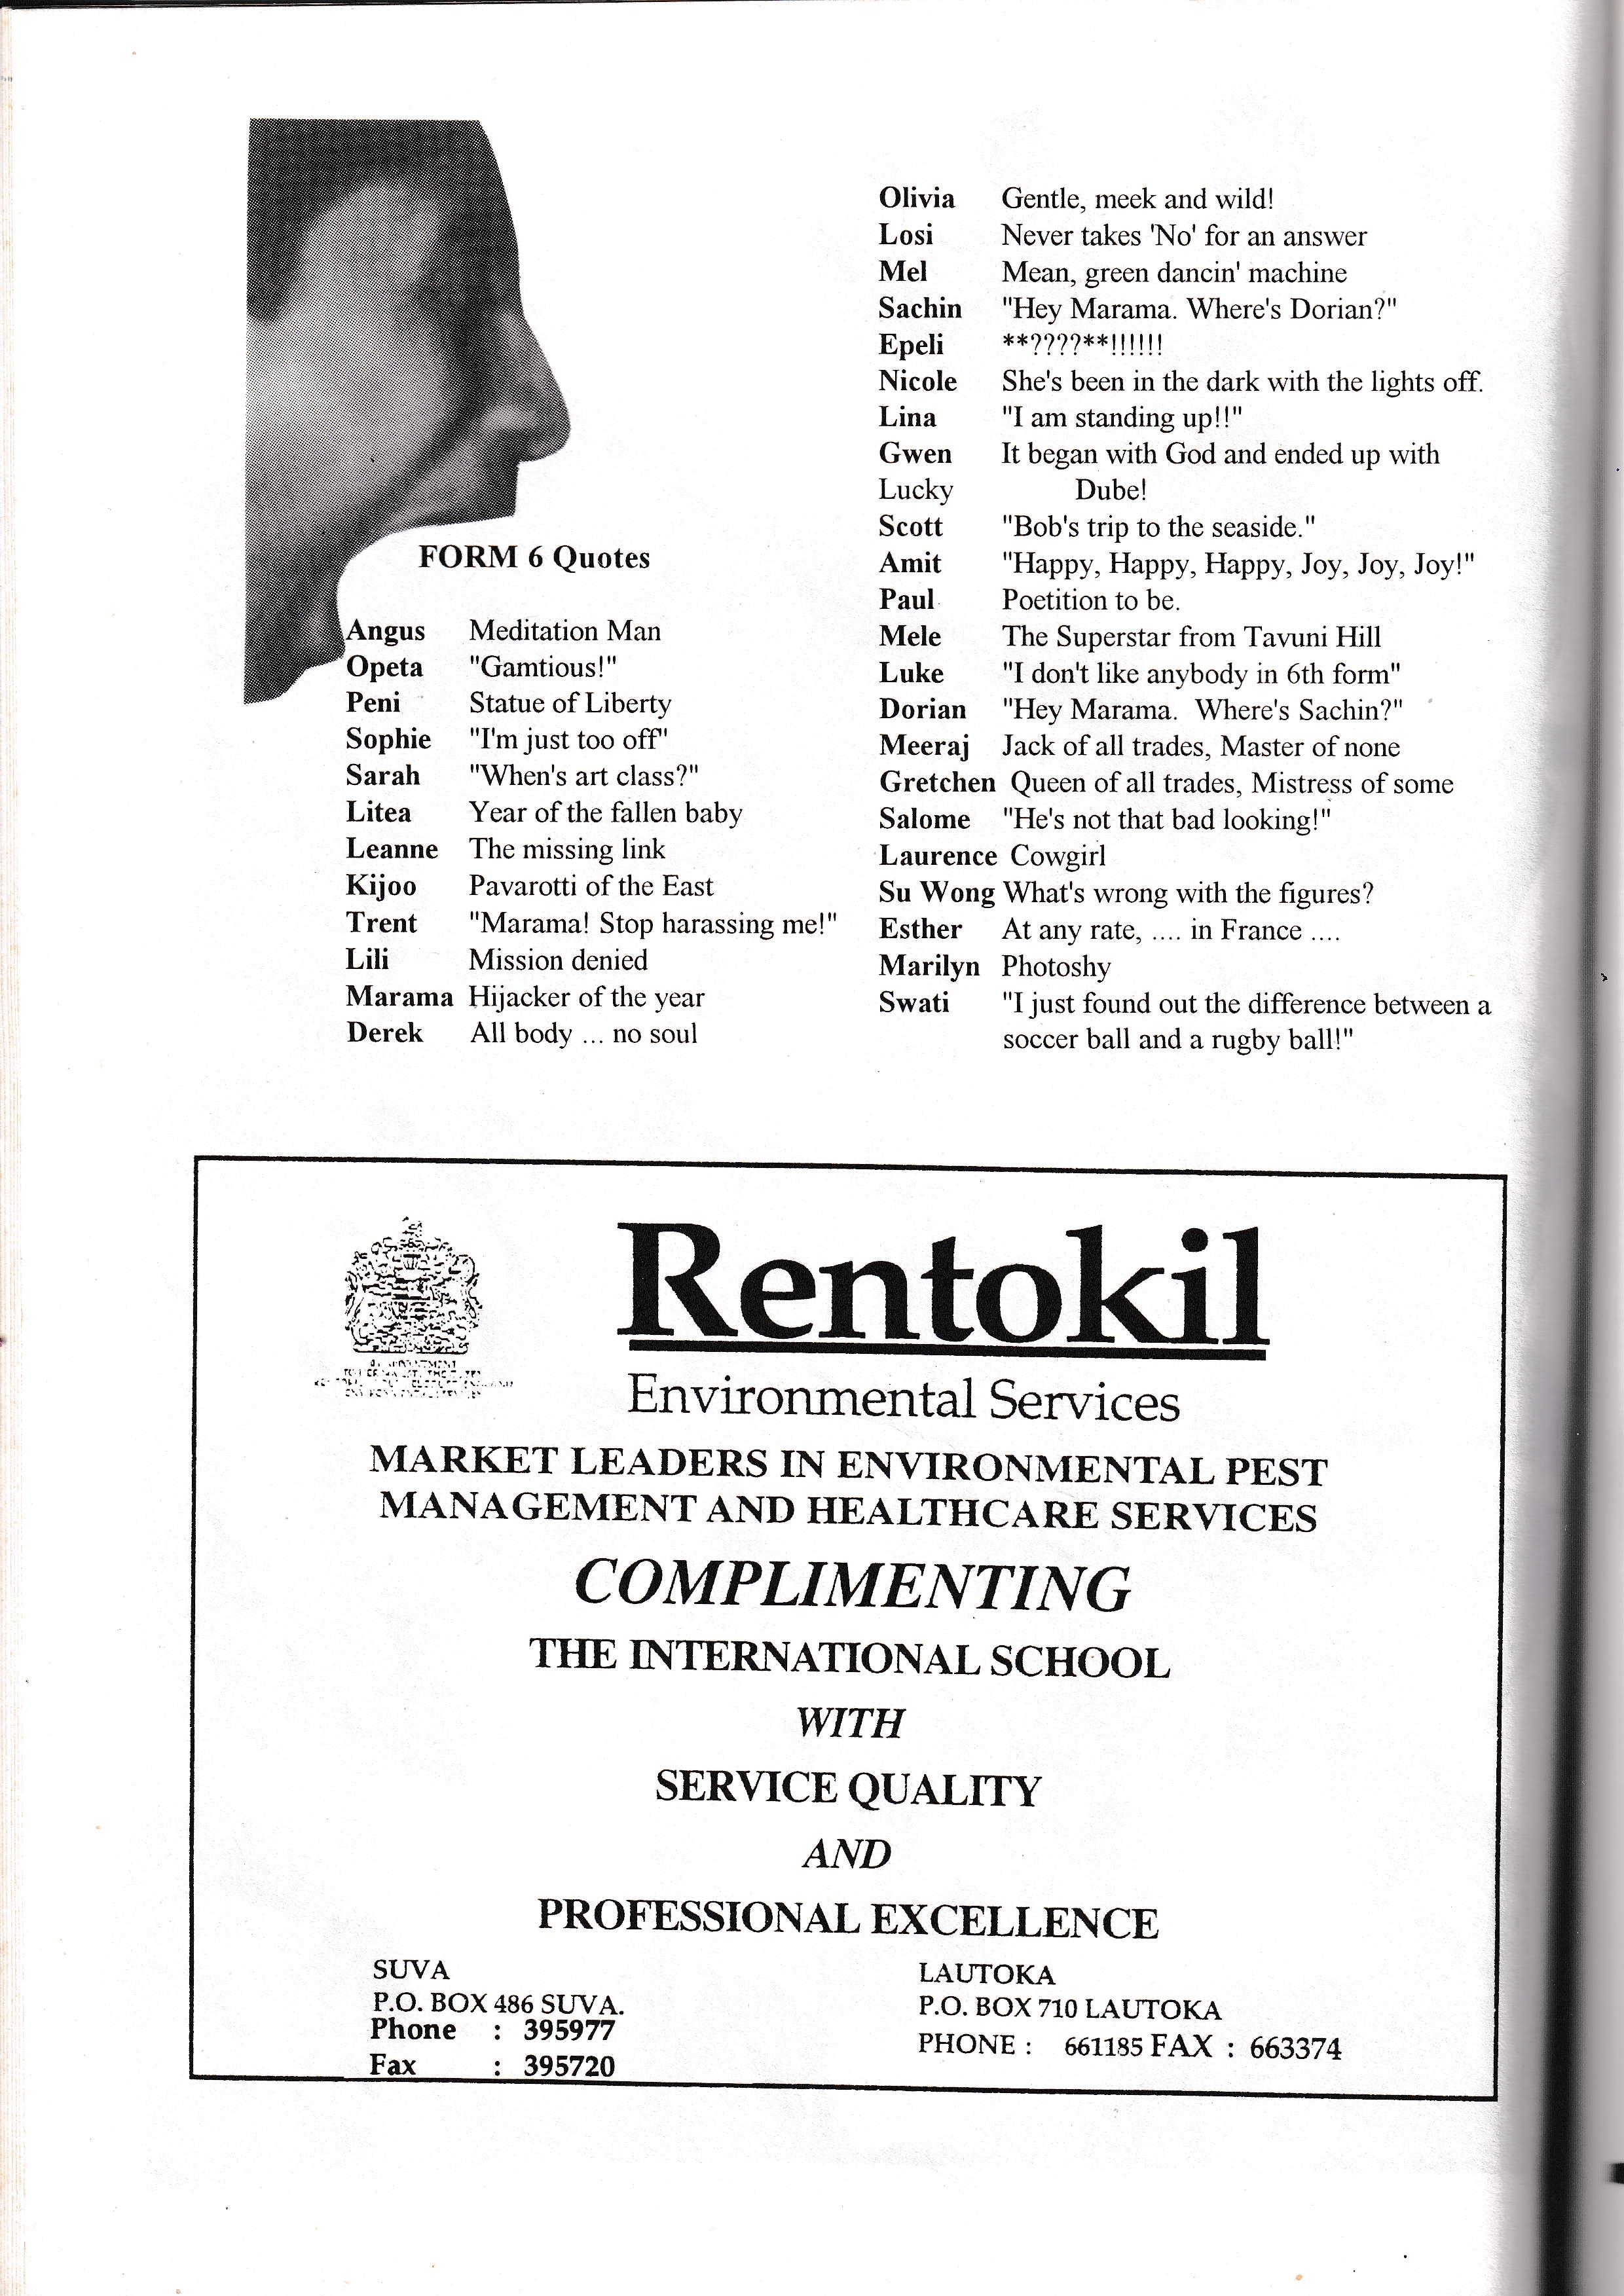 FORM 6 Quotes
Angus Meditation Man
Opeta "Gamtious!"
Peni Statue of Liberty
Sophie "I'm just too off"
Sarah "When's art class?"
Litea Year of the fallen baby
Leanne The missing link
Kijoo Pavarotti of the East
Trent "Marama! Stop harassing me!"
Lili Mission denied
Marama Hijacker of the year
Derek All body ... no soul
Olivia Gentle, meek and wild!
Losi Never takes 'No' for an answer
Mel Mean, green dancin' machine
Sachin "Hey Marama. Where's Dorian?"
Epeli **????**!!!!!!
Nicole She's been in the dark with the lights off.
Lina "I am standing up!!"
Gwen It began with God and ended up with
Lucky Dube!
Scott "Bob's trip to the seaside."
Amit "Happy, Happy, Happy, Joy, Joy, Joy!"
Paul Poetition to be.
Mele The Superstar from Tavuni Hill
Luke "I don't like anybody in 6th form"
Dorian "Hey Marama. Where's Sachin?"
Meeraj Jack of all trades, Master of none
Gretchen Queen of all trades, Mistress of some
Salome "He's not that bad looking!"
Laurence Cowgirl
Su Wong What's wrong with the figures?
Esther At any rate, .... in France ....
Marilyn Photoshy
Swati "I just found out the difference between a
soccer ball and a rugby ball!"
Rentokil
Environmental Services
MARKET LEADERS IN ENVIRONMENTAL PEST
MANAGEMENT AND HEALTHCARE SERVICES
COMPLIMENTING
THE INTERNATIONAL SCHOOL
WITH
SERVICE QUALITY
AND
PROFESSIONAL EXCELLENCE
SUVA
P.O. BOX 486 SUVA.
Phone : 395977
Fax : 395720
LAUTOKA
P.O. BOX 710 LAUTOKA
PHONE : 661185 FAX : 663374